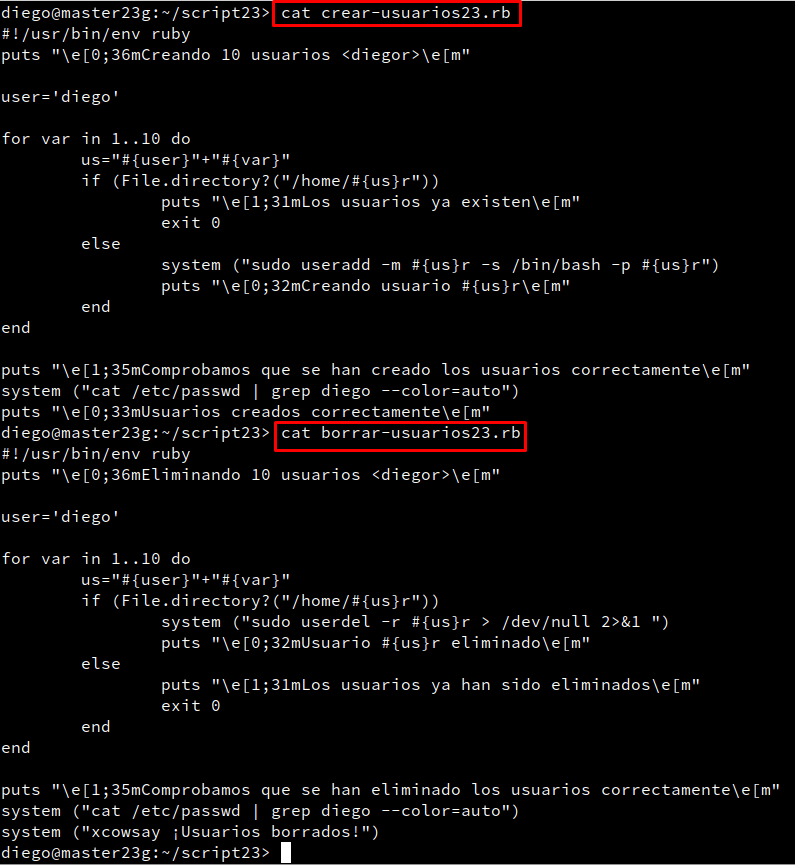 diego@master23g:~/script23> cat crear-usuarios23.rb
#!/usr/bin/env ruby
puts "\e[0;36mCreando 10 usuarios <diegor>\e[m"

user='diego'

for var in 1..10 do
        us="#{user}"+"#{var}"
        if (File.directory?("/home/#{us}r"))
                puts "\e[1;31mLos usuarios ya existen\e[m"
                exit 0
        else
                system ("sudo useradd -m #{us}r -s /bin/bash -p #{us}r")
                puts "\e[0;32mCreando usuario #{us}r\e[m"
        end
end

puts "\e[1;35mComprobamos que se han creado los usuarios correctamente\e[m"
system ("cat /etc/passwd | grep diego --color=auto")
puts "\e[0;33mUsuarios creados correctamente\e[m"
diego@master23g:~/script23> cat borrar-usuarios23.rb
#!/usr/bin/env ruby
puts "\e[0;36mEliminando 10 usuarios <diegor>\e[m"

user='diego'

for var in 1..10 do
        us="#{user}"+"#{var}"
        if (File.directory?("/home/#{us}r"))
                system ("sudo userdel -r #{us}r > /dev/null 2>&1 ")
                puts "\e[0;32mUsuario #{us}r eliminado\e[m"
        else
                puts "\e[1;31mLos usuarios ya han sido eliminados\e[m"
                exit 0
        end
end

puts "\e[1;35mComprobamos que se han eliminado los usuarios correctamente\e[m"
system ("cat /etc/passwd | grep diego --color=auto")
system ("xcowsay ¡Usuarios borrados!")
diego@master23g:~/script23>